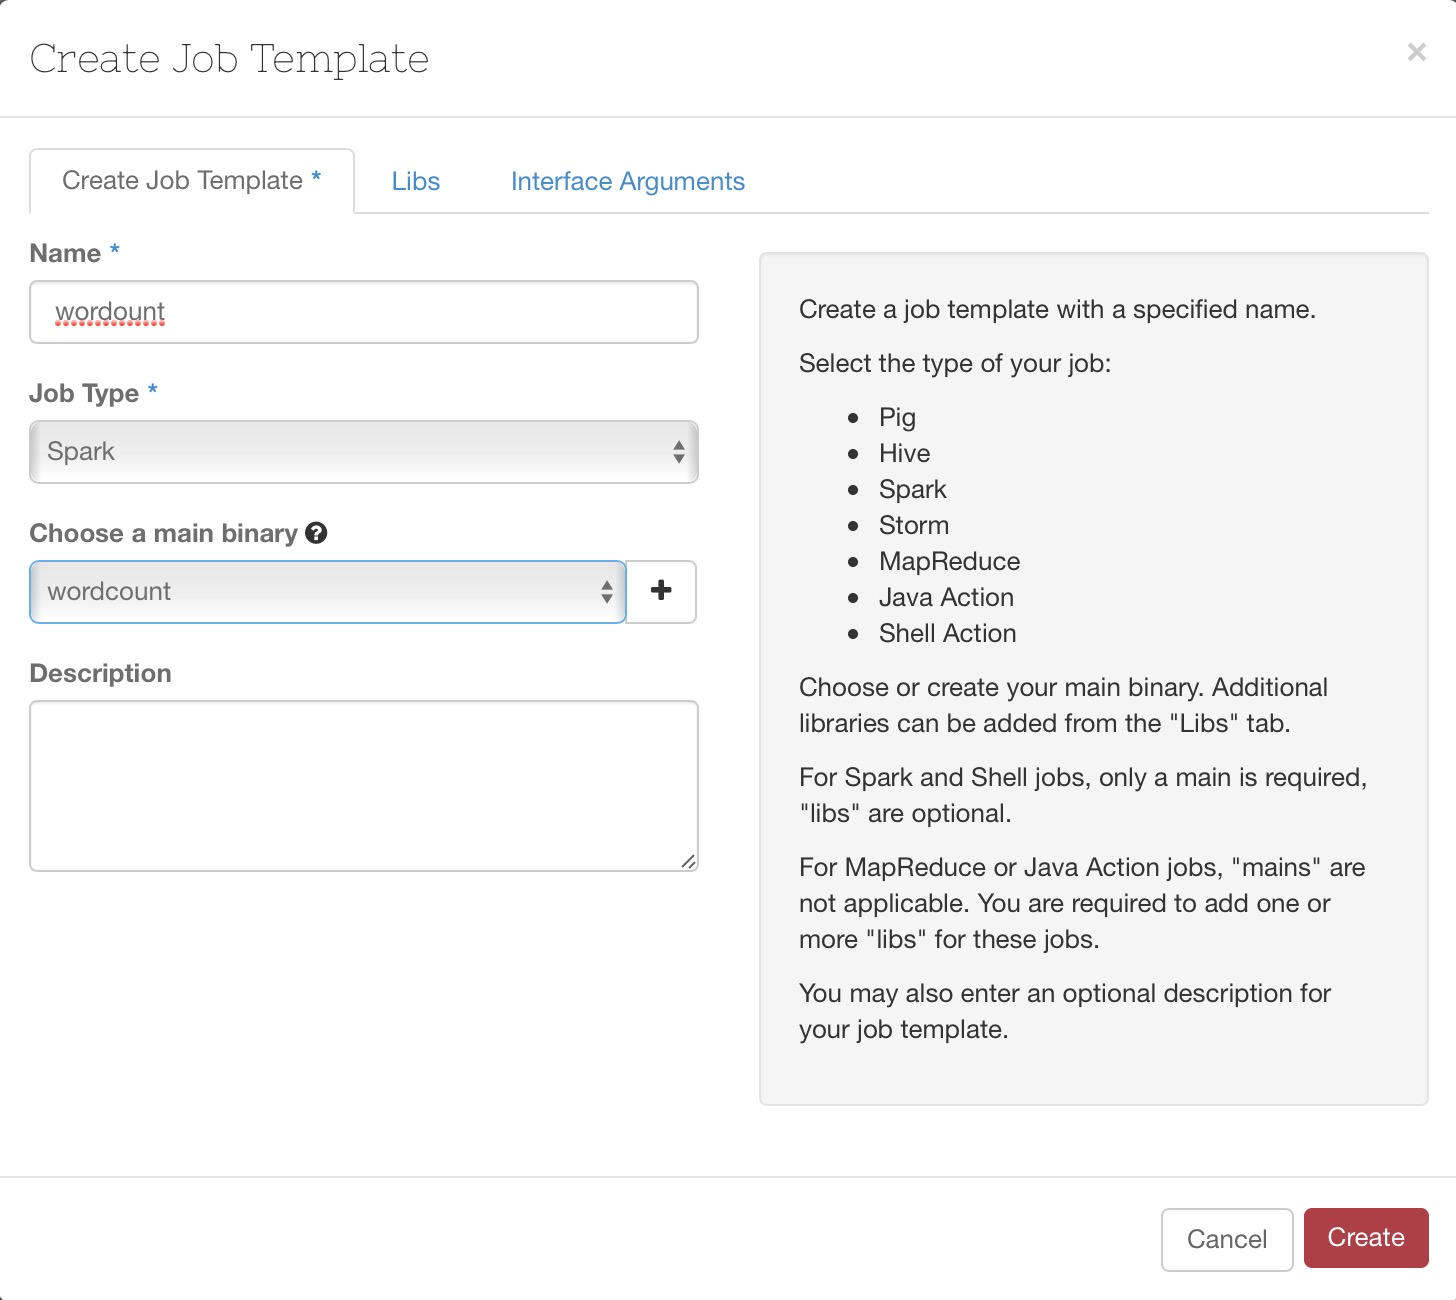 Create Job Template
×
Create Job Template *
Libs
Interface Arguments
Name *
wordount
Job Type *
Spark
Choose a main binary ?
wordcount
+
Description
Create a job template with a specified name.
Select the type of your job:
• Pig
• Hive
• Spark
• Storm
• MapReduce
• Java Action
• Shell Action
Choose or create your main binary. Additional
libraries can be added from the "Libs" tab.
For Spark and Shell jobs, only a main is required,
"libs" are optional.
For MapReduce or Java Action jobs, "mains" are
not applicable. You are required to add one or
more "libs" for these jobs.
You may also enter an optional description for
your job template.
Cancel
Create